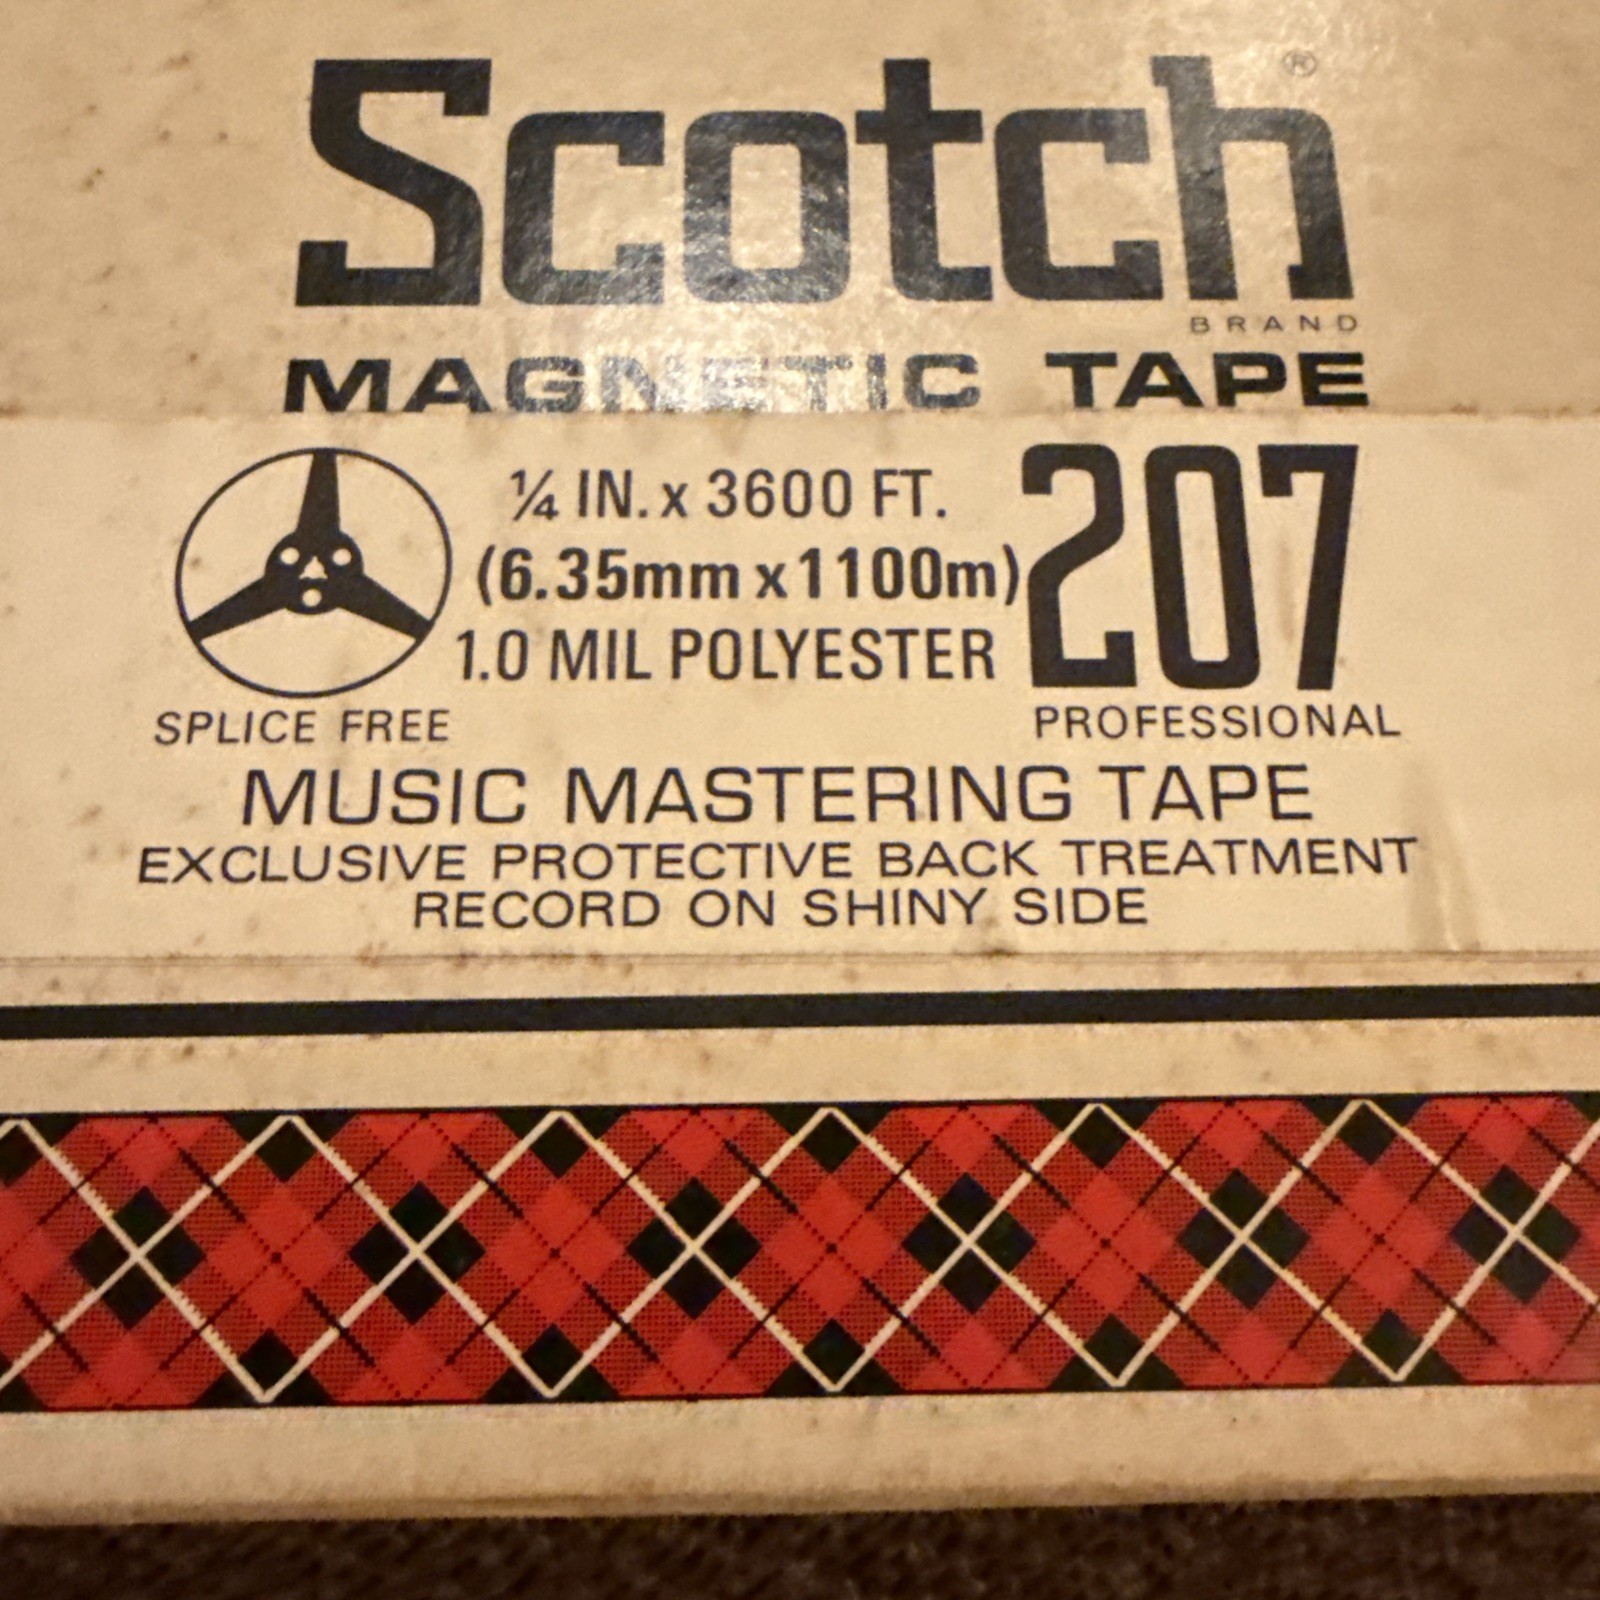 Scotch ®
BRAND
MAGNETIC TAPE
¼ IN. x 3600 FT.
(6.35mm x 1100m)
1.0 MIL POLYESTER
207
SPLICE FREE
PROFESSIONAL
MUSIC MASTERING TAPE
EXCLUSIVE PROTECTIVE BACK TREATMENT
RECORD ON SHINY SIDE